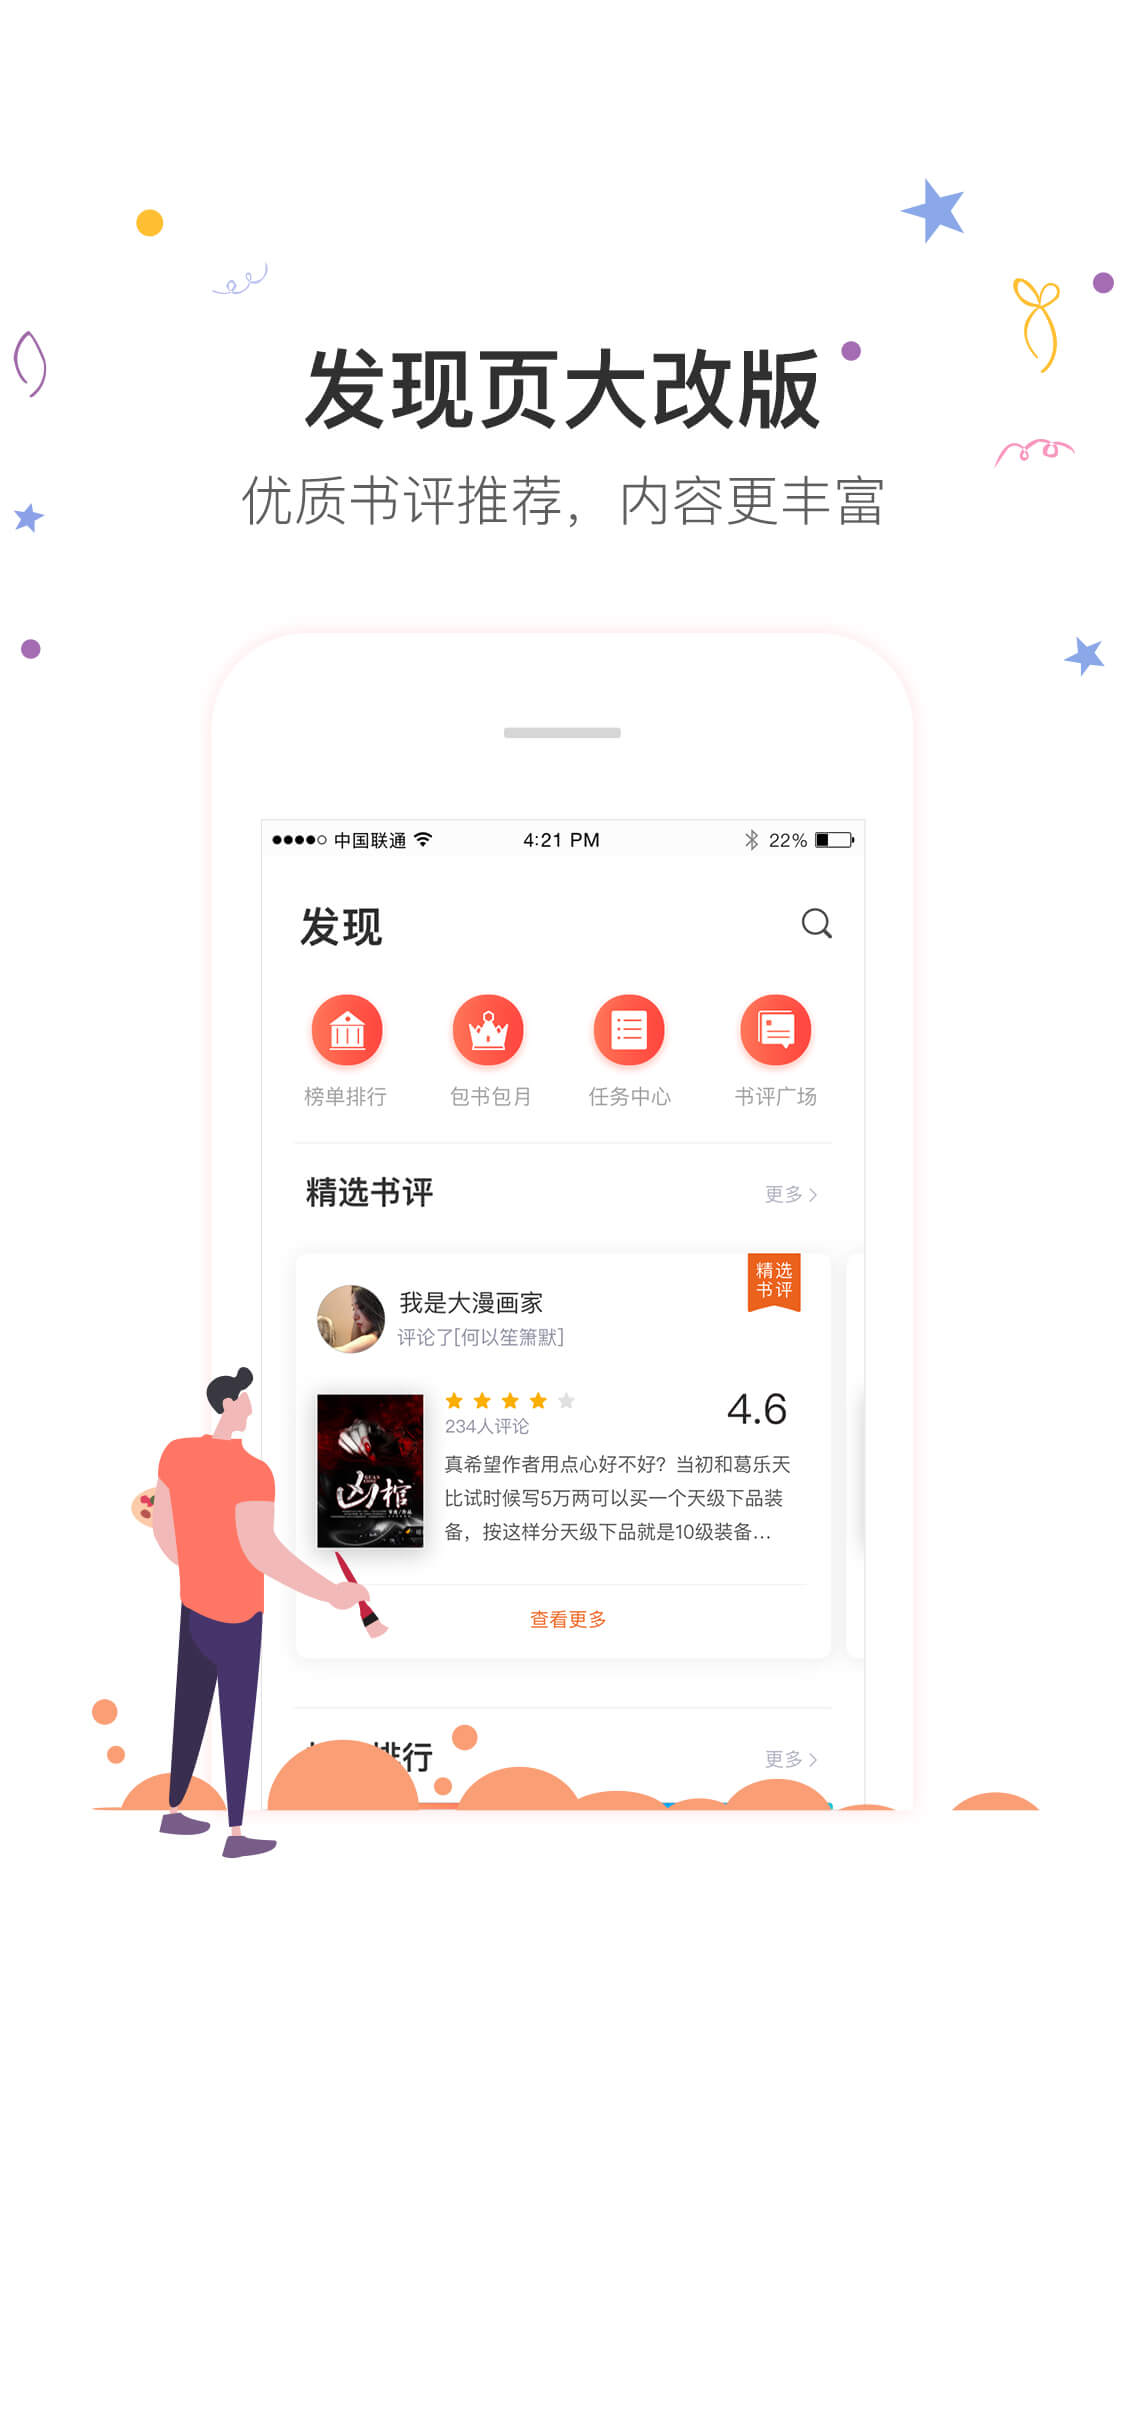 发现页大改版
优质书评推荐，内容更丰富
中国联通 4:21 PM 22%
发现
榜单排行 包书包月 任务中心 书评广场
精选书评 更多
精选
书评
我是大漫画家
评论了[何以笙箫默]
4.6
234人评论
真希望作者用点心好不好？当初和葛乐天
比试时候写5万两可以买一个天级下品装
备，按这样分天级下品就是10级装备...
凶棺
查看更多
排行 更多